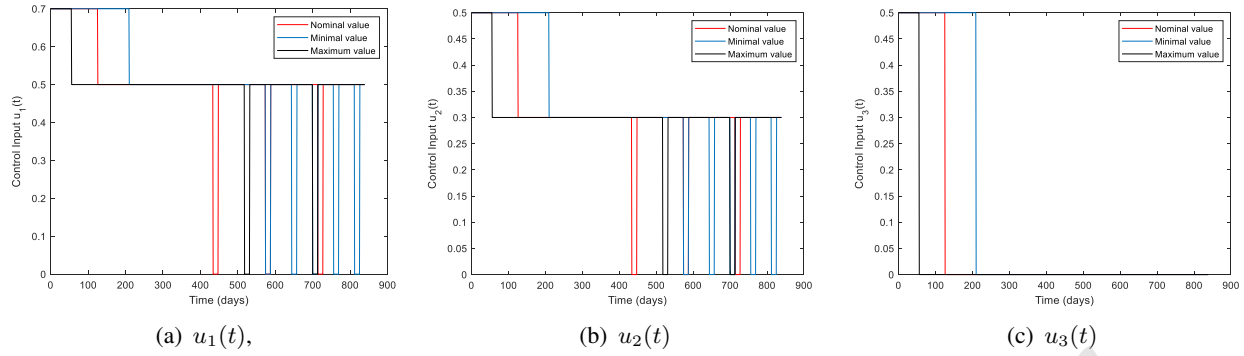 0.7
0.6
0.5
0.4
0.3
0.2
0.1
0
Control Input u1(t)
Nominal value
Minimal value
Maximum value
0 100 200 300 400 500 600 700 800 900
Time (days)
(a) u1(t),
0.5
0.45
0.4
0.35
0.3
0.25
0.2
0.15
0.1
0.05
0
Control Input u2(t)
Nominal value
Minimal value
Maximum value
0 100 200 300 400 500 600 700 800 900
Time (days)
(b) u2(t)
0.5
0.45
0.4
0.35
0.3
0.25
0.2
0.15
0.1
0.05
0
Control Input u3(t)
Nominal value
Minimal value
Maximum value
0 100 200 300 400 500 600 700 800 900
Time (days)
(c) u3(t)